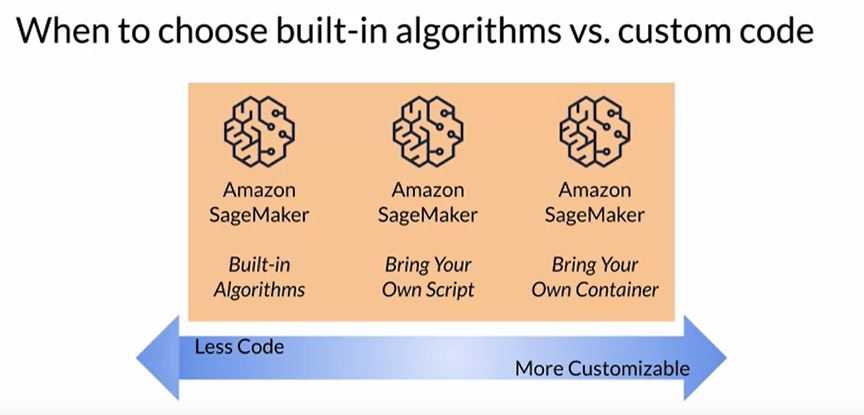 When to choose built-in algorithms vs. custom code
Amazon
SageMaker
Built-in
Algorithms
Amazon
SageMaker
Bring Your
Own Script
Amazon
SageMaker
Bring Your
Own Container
Less Code
More Customizable